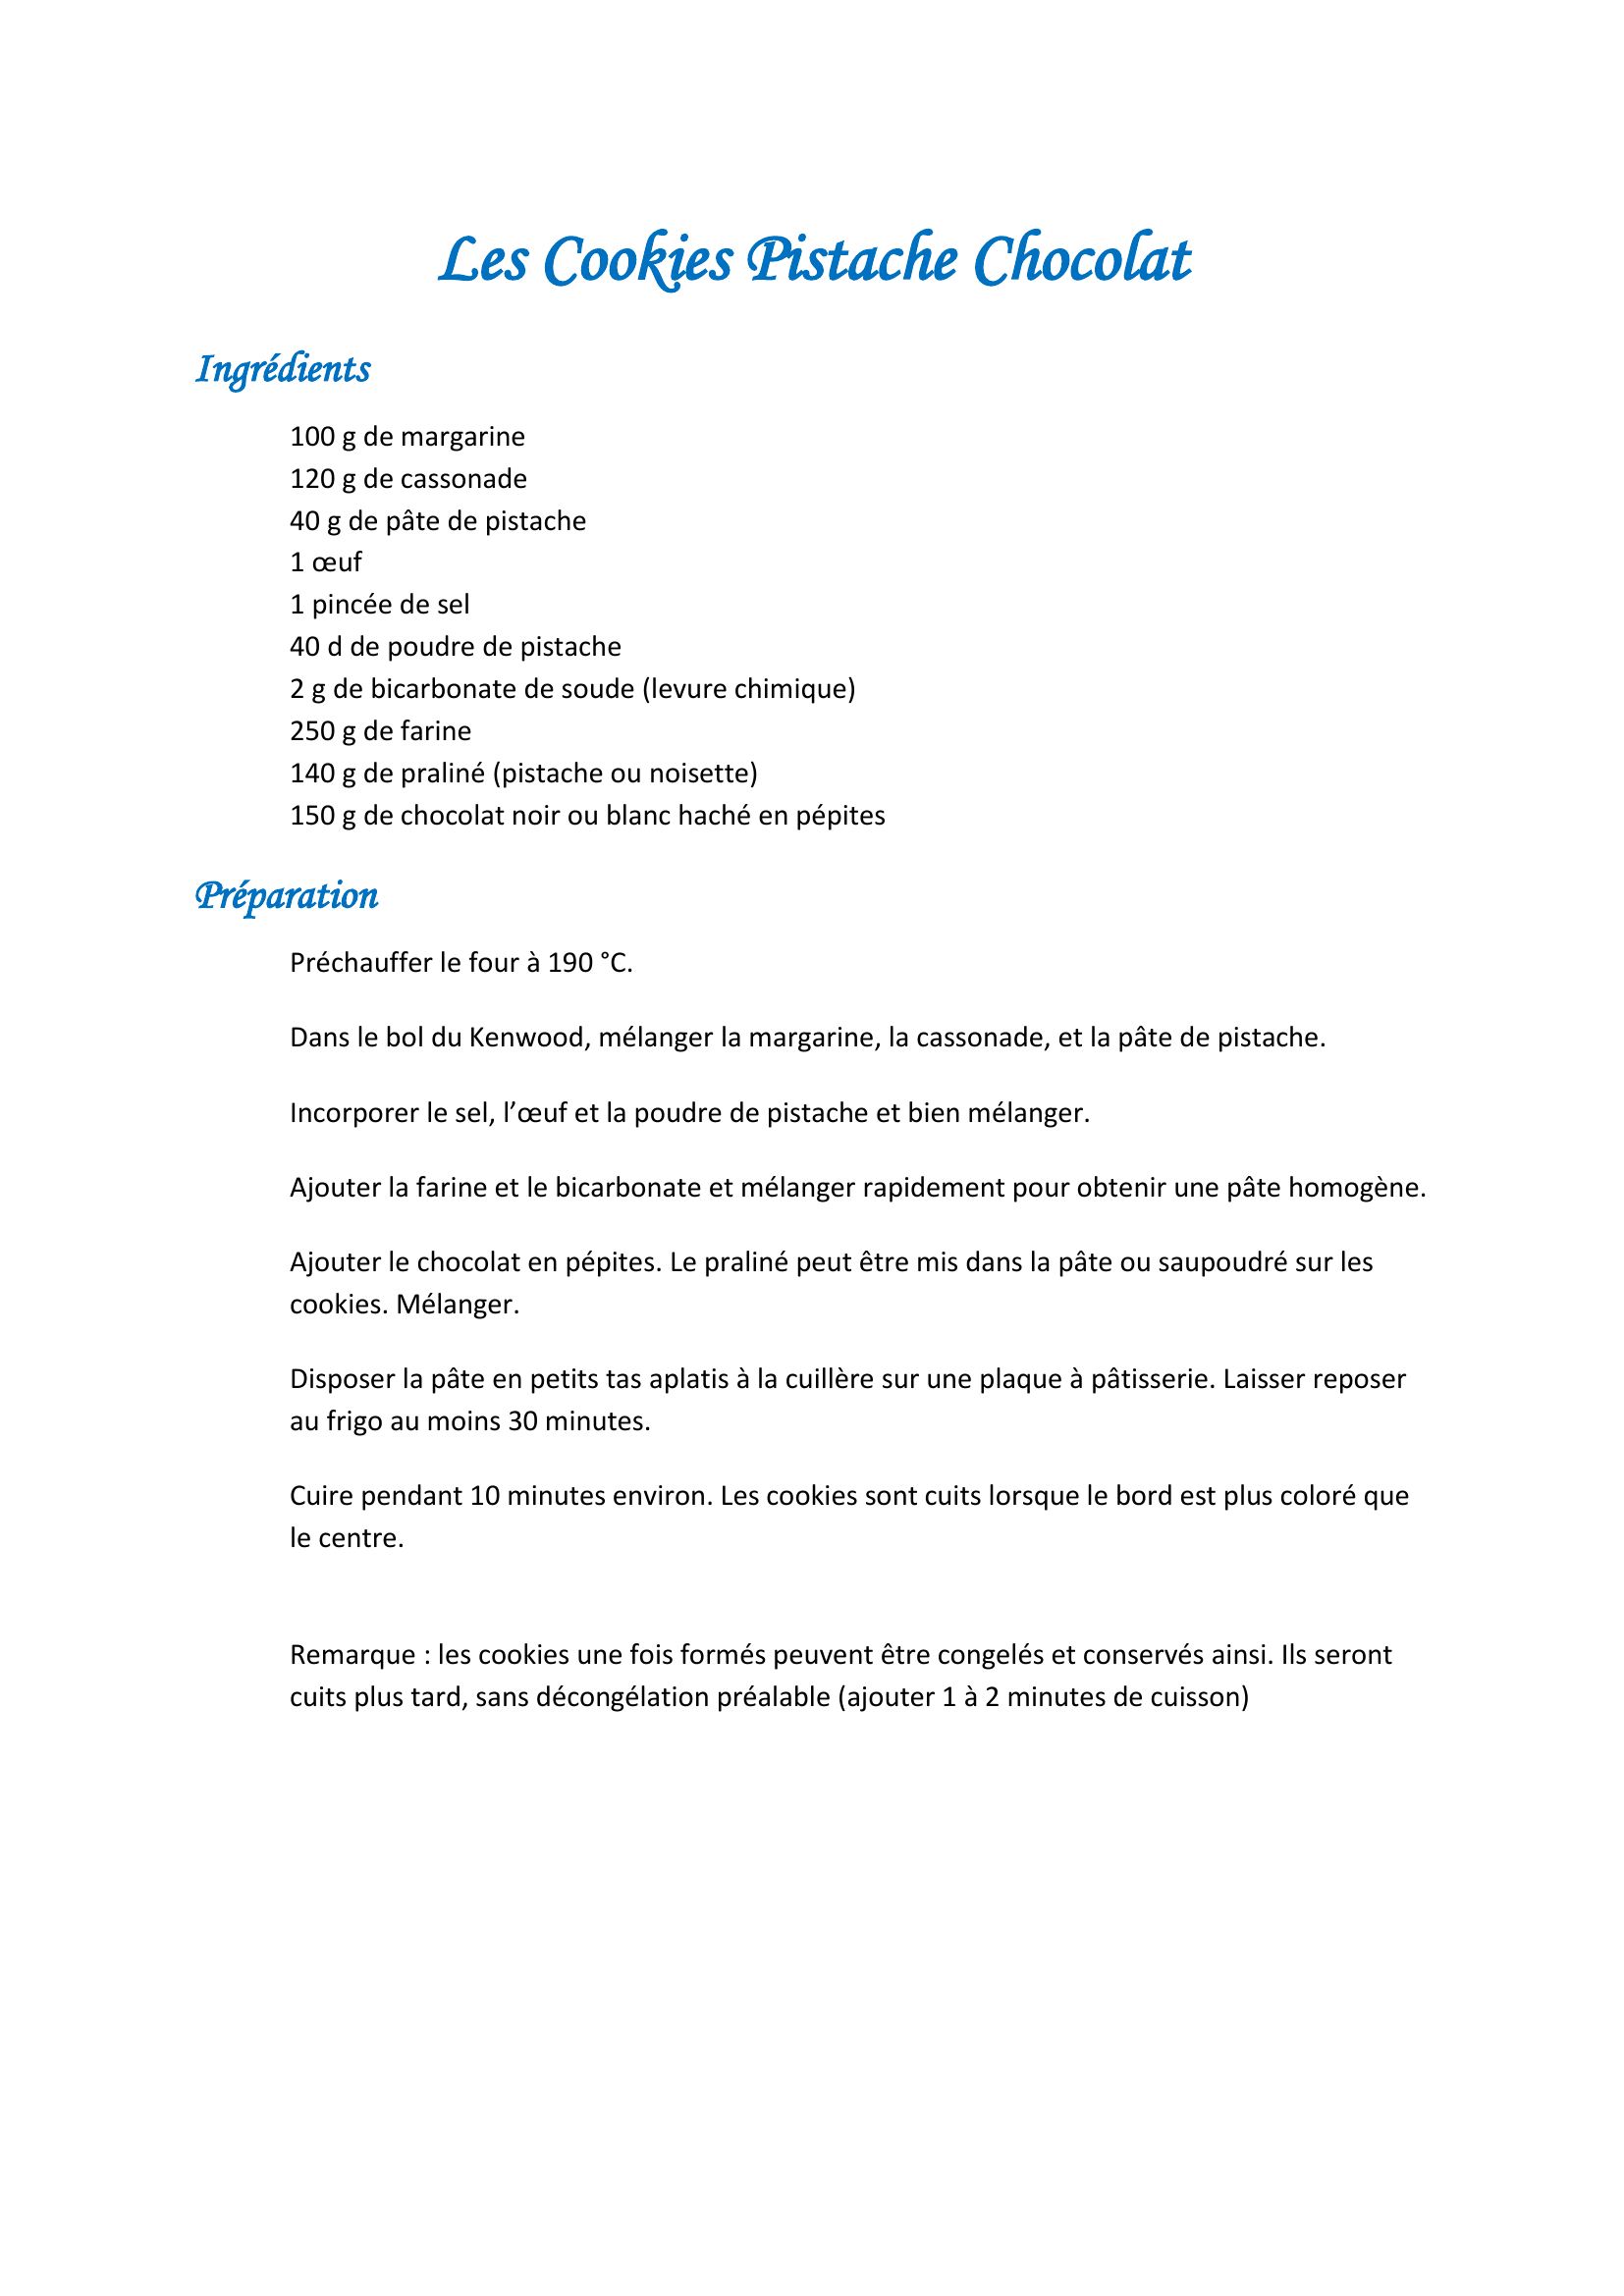 Les Cookies Pistache Chocolat
Ingrédients
100 g de margarine
120 g de cassonade
40 g de pâte de pistache
1 œuf
1 pincée de sel
40 d de poudre de pistache
2 g de bicarbonate de soude (levure chimique)
250 g de farine
140 g de praliné (pistache ou noisette)
150 g de chocolat noir ou blanc haché en pépites
Préparation
Préchauffer le four à 190 °C.
Dans le bol du Kenwood, mélanger la margarine, la cassonade, et la pâte de pistache.
Incorporer le sel, l’œuf et la poudre de pistache et bien mélanger.
Ajouter la farine et le bicarbonate et mélanger rapidement pour obtenir une pâte homogène.
Ajouter le chocolat en pépites. Le praliné peut être mis dans la pâte ou saupoudré sur les
cookies. Mélanger.
Disposer la pâte en petits tas aplatis à la cuillère sur une plaque à pâtisserie. Laisser reposer
au frigo au moins 30 minutes.
Cuire pendant 10 minutes environ. Les cookies sont cuits lorsque le bord est plus coloré que
le centre.
Remarque : les cookies une fois formés peuvent être congelés et conservés ainsi. Ils seront
cuits plus tard, sans décongélation préalable (ajouter 1 à 2 minutes de cuisson)